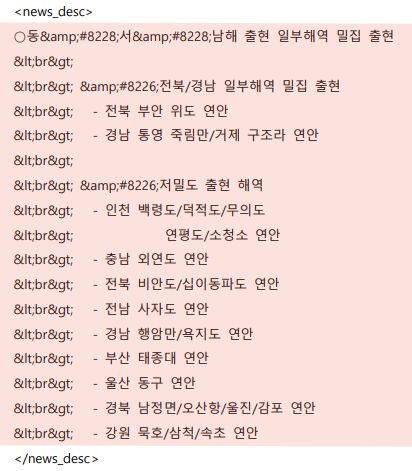 <news_desc>
○동&amp;#8228;서&amp;#8228;남해 출현 일부해역 밀집 출현
&lt;br&gt;
&lt;br&gt; &amp;#8226;전북/경남 일부해역 밀집 출현
&lt;br&gt; - 전북 부안 위도 연안
&lt;br&gt; - 경남 통영 죽림만/거제 구조라 연안
&lt;br&gt;
&lt;br&gt; &amp;#8226;저밀도 출현 해역
&lt;br&gt; - 인천 백령도/덕적도/무의도
&lt;br&gt; 연평도/소청소 연안
&lt;br&gt; - 충남 외연도 연안
&lt;br&gt; - 전북 비안도/십이동파도 연안
&lt;br&gt; - 전남 사자도 연안
&lt;br&gt; - 경남 행암만/욕지도 연안
&lt;br&gt; - 부산 태종대 연안
&lt;br&gt; - 울산 동구 연안
&lt;br&gt; - 경북 남정면/오산항/울진/감포 연안
&lt;br&gt; - 강원 묵호/삼척/속초 연안
</news_desc>